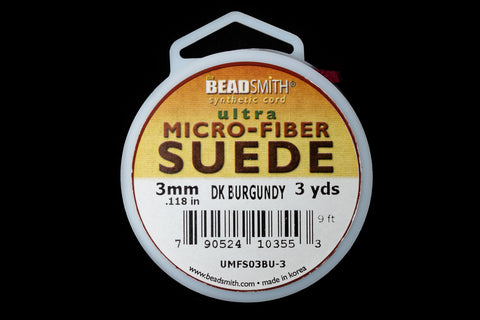 the
BEADSMITH®
synthetic cord
ultra
MICRO-FIBER
SUEDE
3mm DK BURGUNDY 3 yds
.118 in
9 ft
7 90524 10355 3
UMFS03BU-3
www.beadsmith.com • made in korea